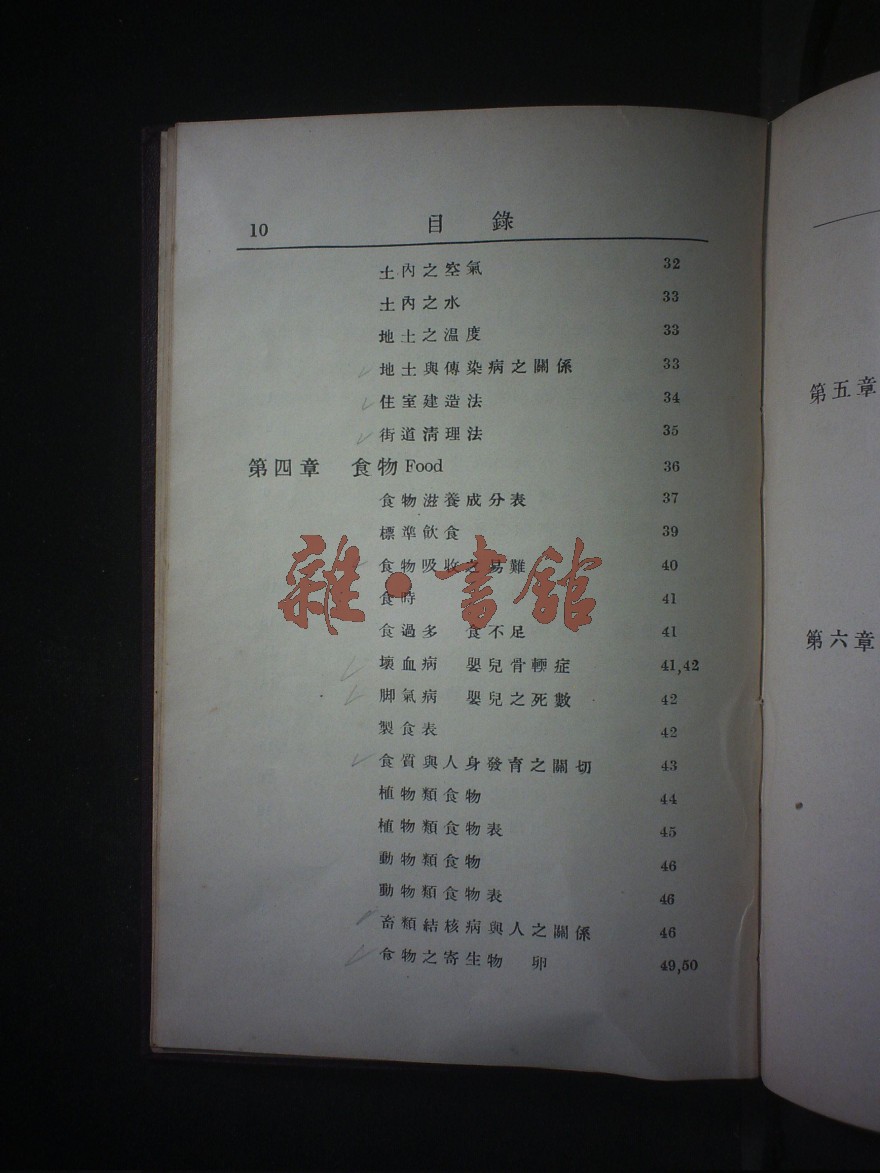 10 目 錄
土內之空氣 32
土內之水 33
地土之溫度 33
地土與傳染病之關係 33
住室建造法 34
街道清理法 35
第四章 食物 Food 36
食物滋養成分表 37
標準飲食 39
食物吸收之易難 40
食時 41
食過多 食不足 41
壞血病 嬰兒骨輭症 41,42
脚氣病 嬰兒之死數 42
製食表 42
食質與人身發育之關切 43
植物類食物 44
植物類食物表 45
動物類食物 46
動物類食物表 46
畜類結核病與人之關係 46
食物之寄生物 卵 49,50
雜·書館
第五章
第六章